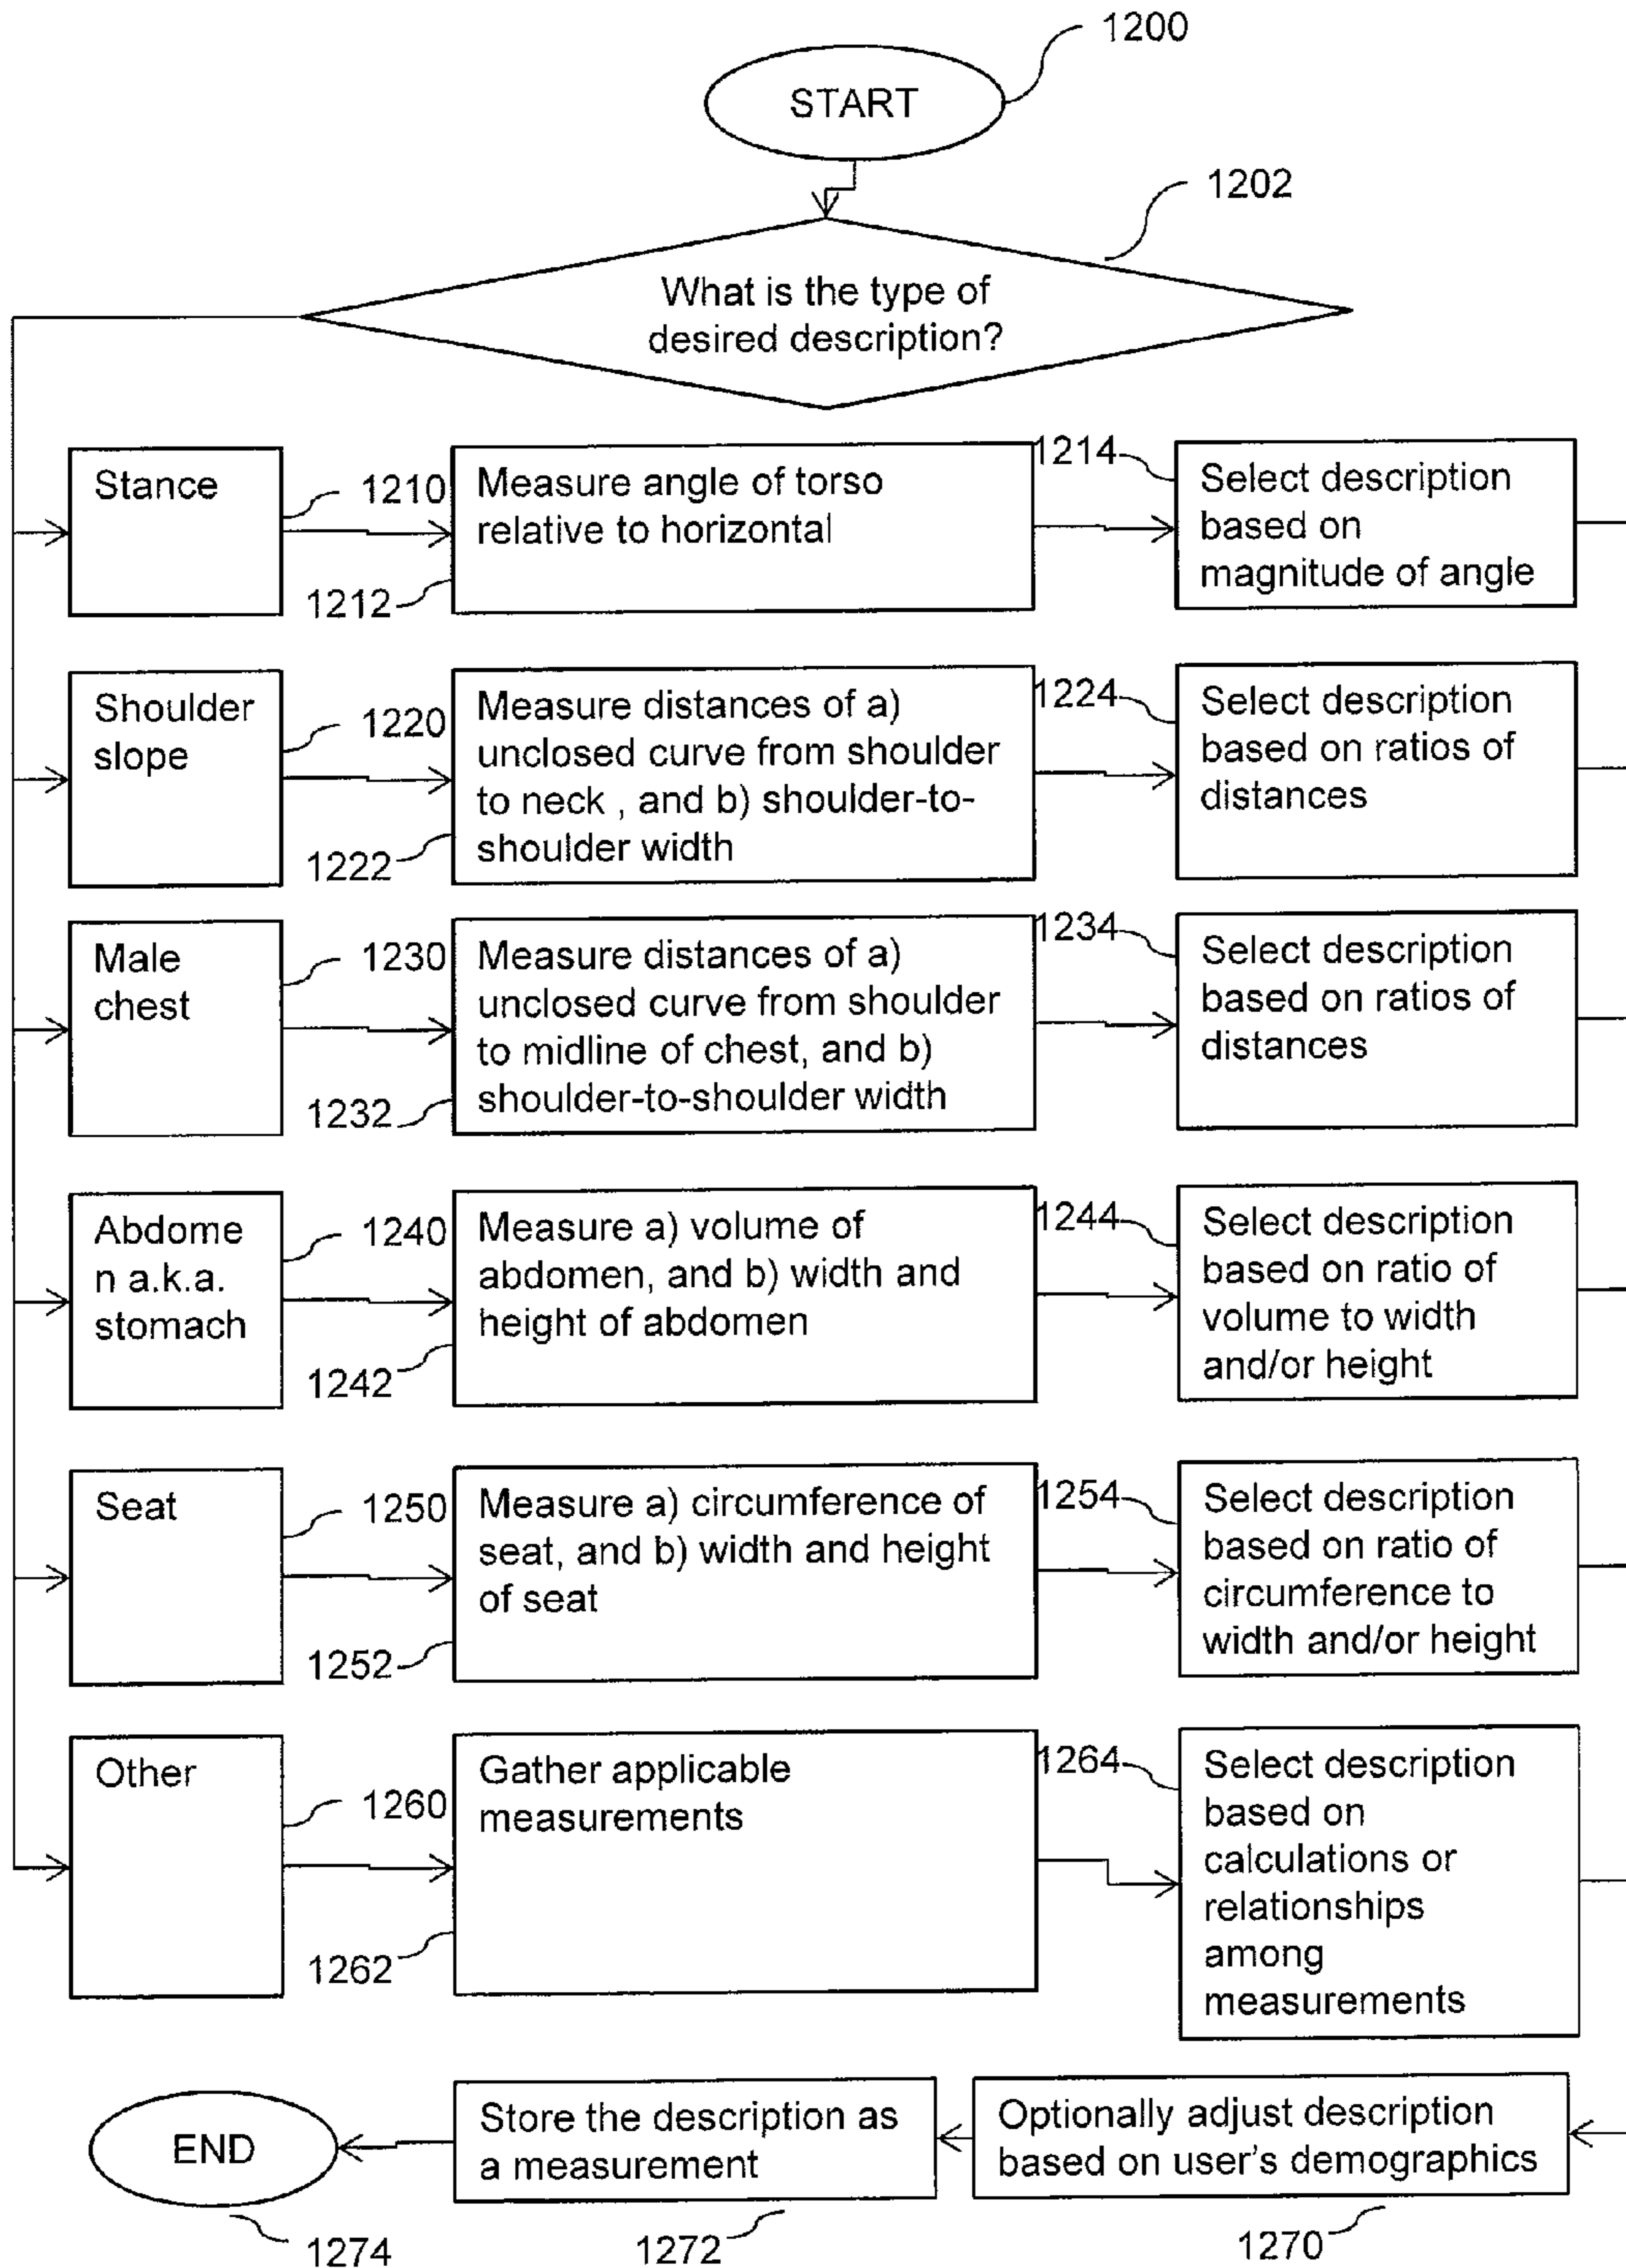 1200
START
1202
What is the type of
desired description?
Stance
1210
1212
Measure angle of torso
relative to horizontal
1214
Select description
based on
magnitude of angle
Shoulder
slope
1220
1222
Measure distances of a)
unclosed curve from shoulder
to neck , and b) shoulder-to-
shoulder width
1224
Select description
based on ratios of
distances
Male
chest
1230
1232
Measure distances of a)
unclosed curve from shoulder
to midline of chest, and b)
shoulder-to-shoulder width
1234
Select description
based on ratios of
distances
Abdome
n a.k.a.
stomach
1240
1242
Measure a) volume of
abdomen, and b) width and
height of abdomen
1244
Select description
based on ratio of
volume to width
and/or height
Seat
1250
1252
Measure a) circumference of
seat, and b) width and height
of seat
1254
Select description
based on ratio of
circumference to
width and/or height
Other
1260
1262
Gather applicable
measurements
1264
Select description
based on
calculations or
relationships
among
measurements
Optionally adjust description
based on user's demographics
1270
Store the description as
a measurement
1272
END
1274